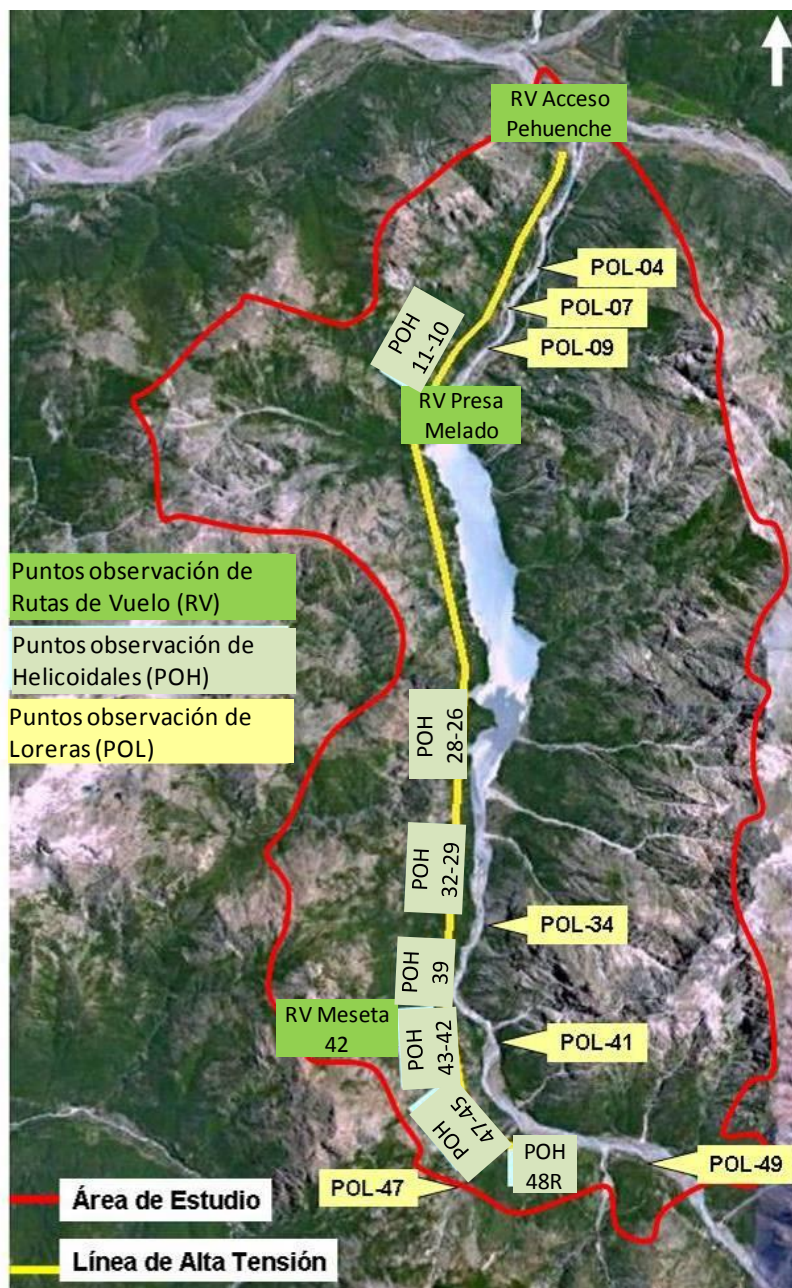 RV Acceso
Pehuenche
POL-04
POL-07
POL-09
POH
11-10
RV Presa
Melado
Puntos observación de
Rutas de Vuelo (RV)
Puntos observación de
Helicoidales (POH)
Puntos observación de
Loreras (POL)
POH
28-26
POH
32-29
POL-34
POH
39
RV Meseta
42
POH
43-42
POL-41
POH
47-45
POH
48R
POL-49
POL-47
Área de Estudio
Línea de Alta Tensión